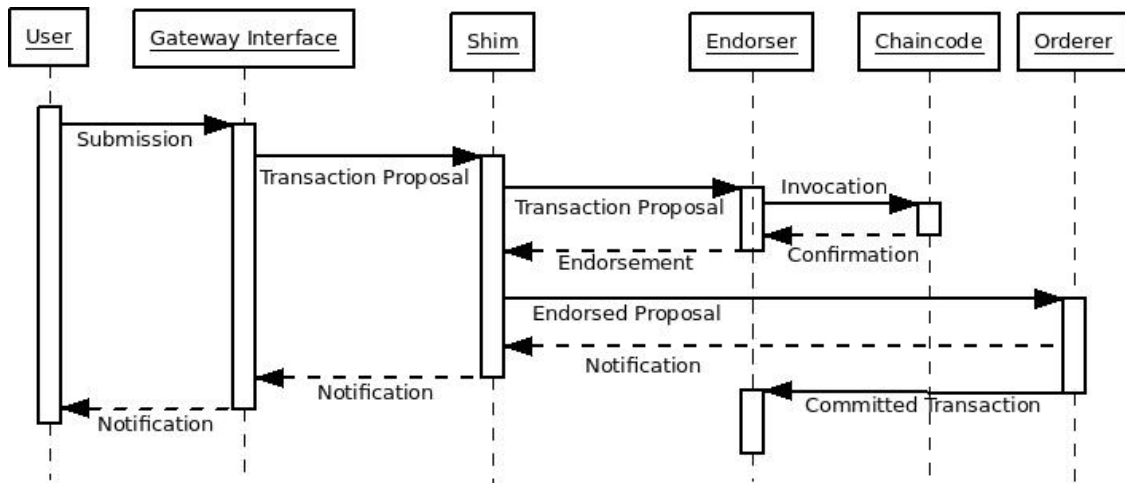 User
Gateway Interface
Shim
Endorser
Chaincode
Orderer
Submission
Transaction Proposal
Transaction Proposal
Invocation
Confirmation
Endorsement
Endorsed Proposal
Notification
Notification
Committed Transaction
Notification